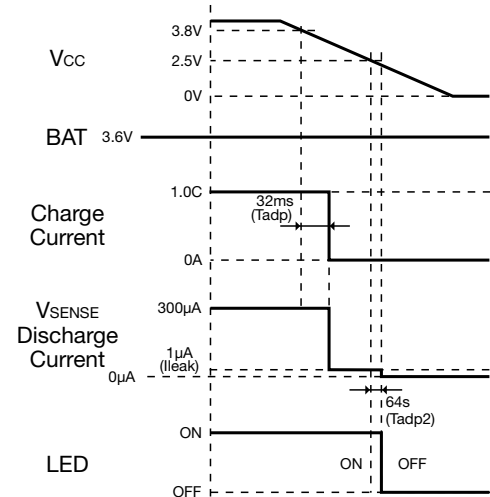 3.8V
VCC
2.5V
0V
BAT 3.6V
1.0C
32ms
(Tadp)
Charge
Current
0A
VSENSE
Discharge
Current
300µA
1µA
(Ileak)
0µA
64s
(Tadp2)
ON
LED
ON OFF
OFF